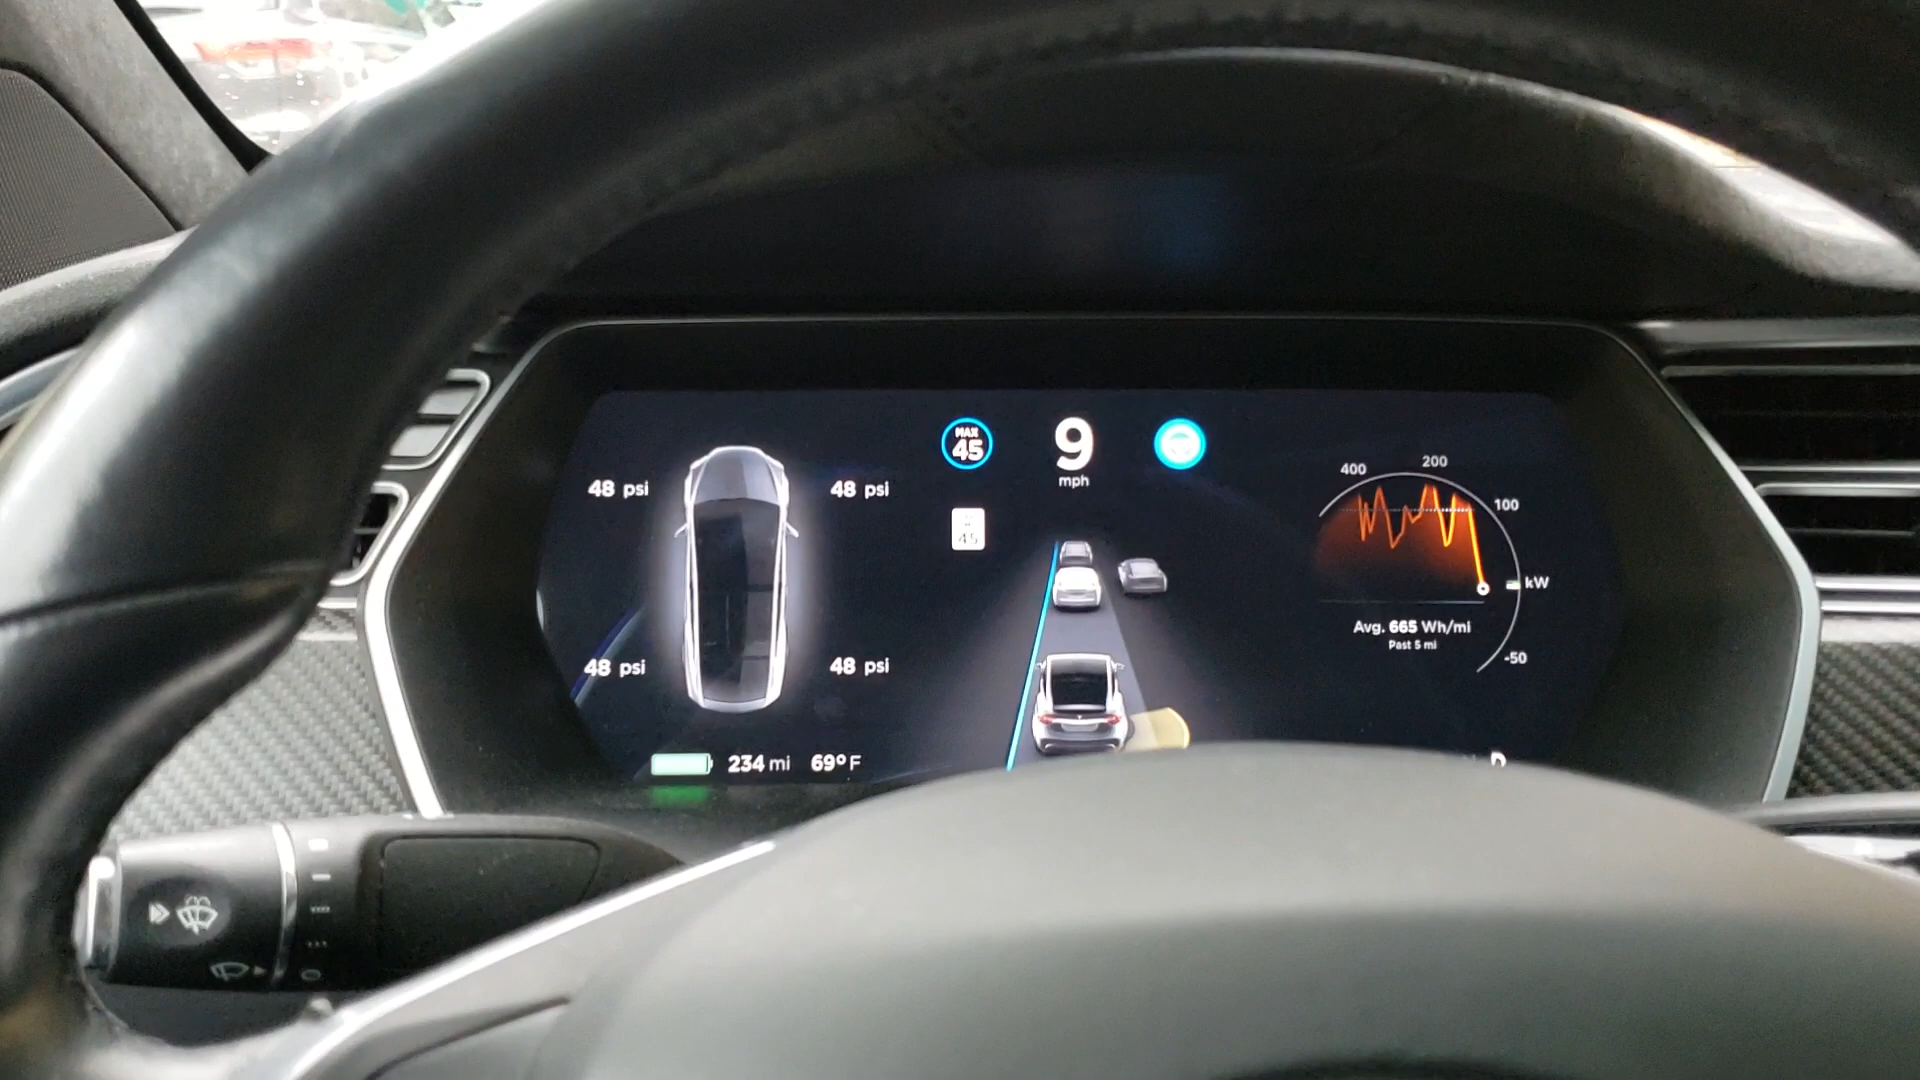 MAX
45
9
mph
48 psi
48 psi
45
48 psi
48 psi
400
200
100
kW
-50
Avg. 665 Wh/mi
Past 5 mi
234 mi
69° F
D